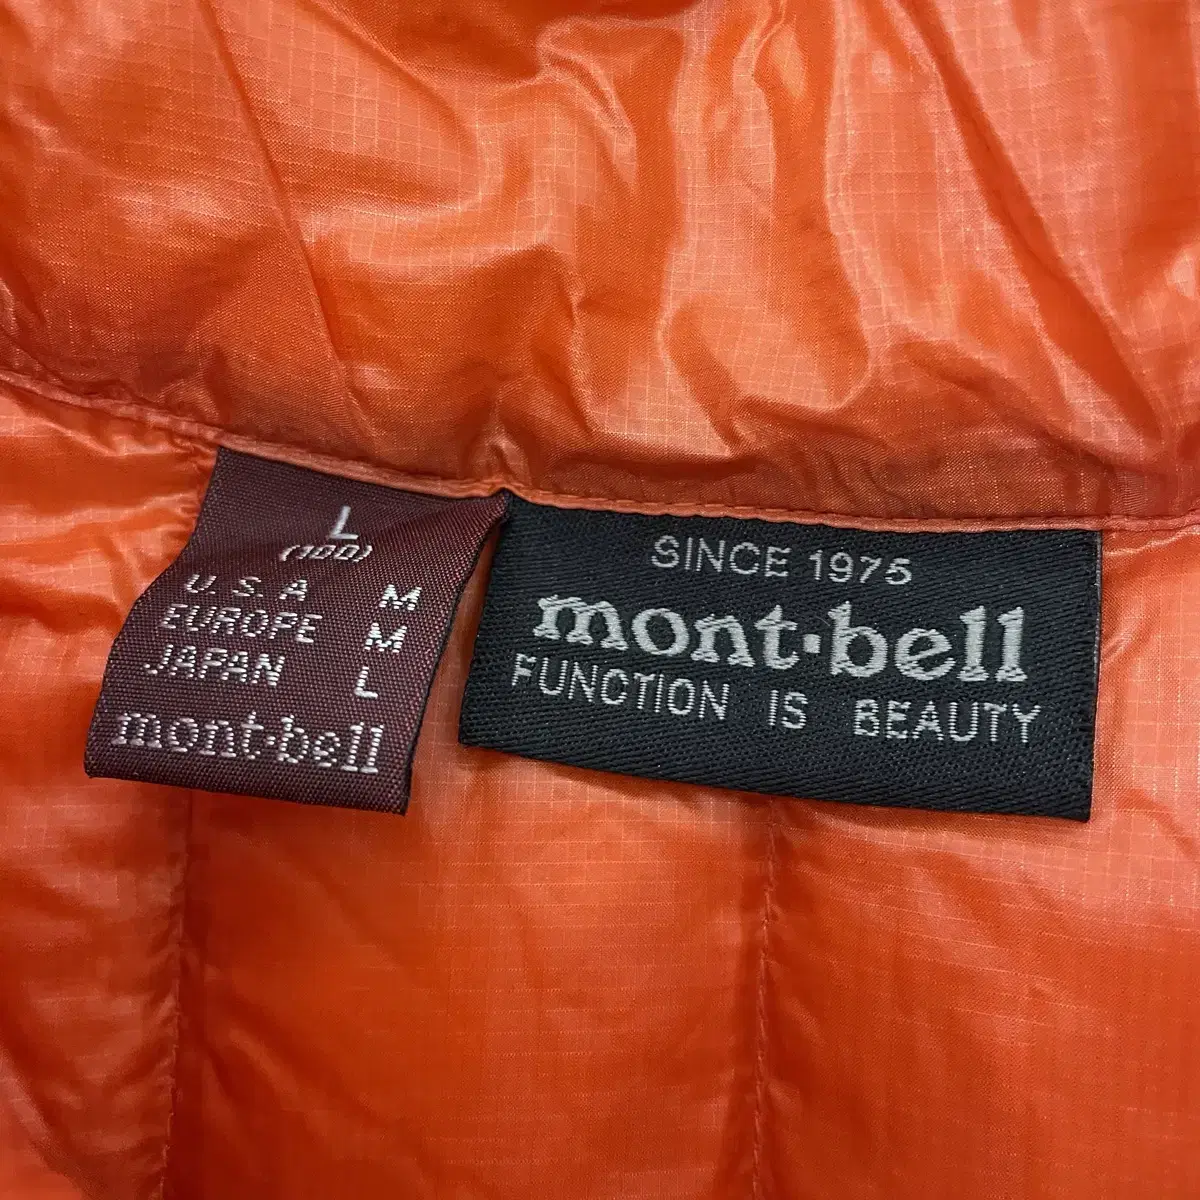 L
(100)
U.S.A M
EUROPE M
JAPAN L
mont·bell
SINCE 1975
mont·bell
FUNCTION IS BEAUTY